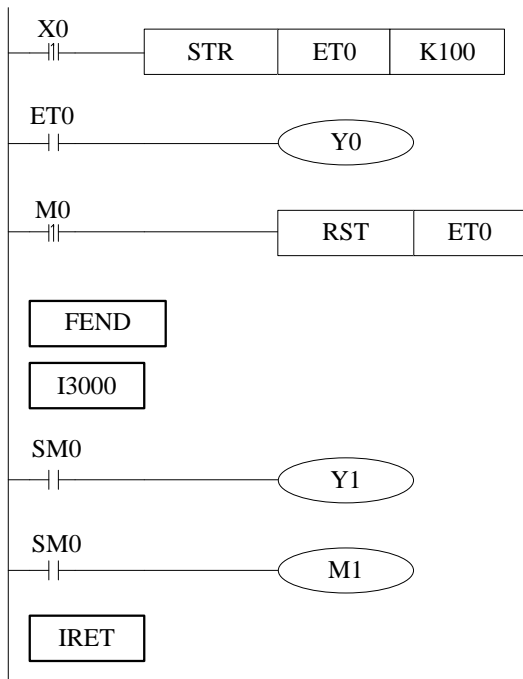 X0
STR ET0 K100
ET0
Y0
M0
RST ET0
FEND
I3000
SM0
Y1
SM0
M1
IRET